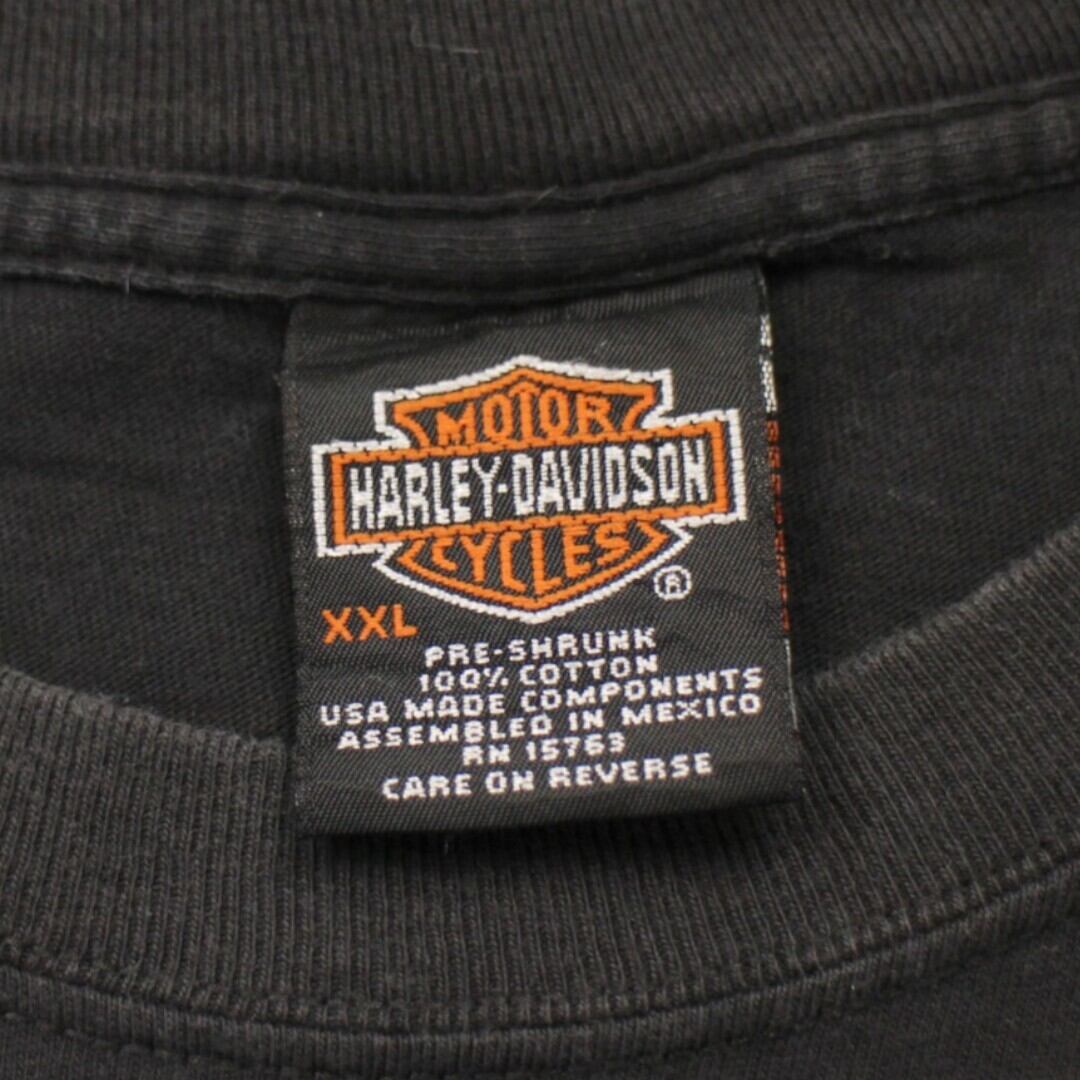 MOTOR
HARLEY-DAVIDSON
CYCLES
®
XXL
PRE-SHRUNK
100% COTTON
USA MADE COMPONENTS
ASSEMBLED IN MEXICO
RN 15763
CARE ON REVERSE